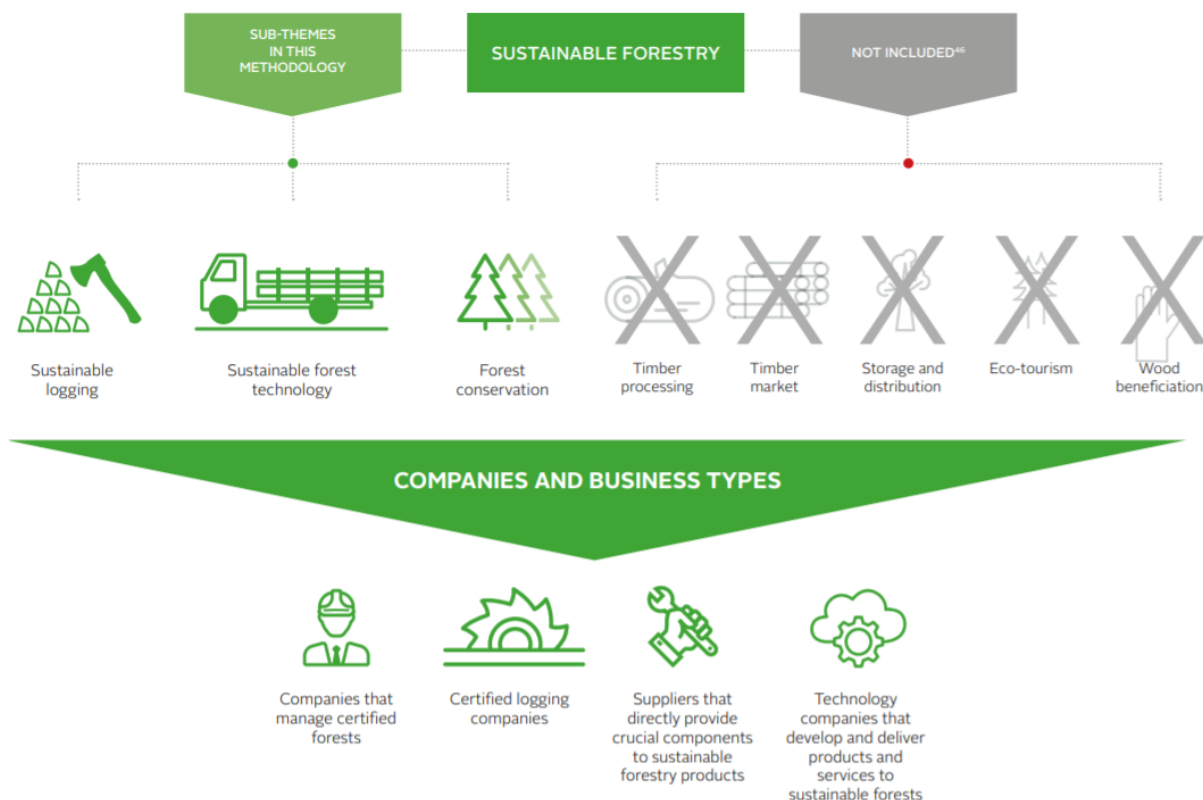 SUB-THEMES
IN THIS
METHODOLOGY
SUSTAINABLE FORESTRY
NOT INCLUDED⁴⁶
Sustainable
logging
Sustainable forest
technology
Forest
conservation
Timber
processing
Timber
market
Storage and
distribution
Eco-tourism
Wood
beneficiation
COMPANIES AND BUSINESS TYPES
Companies that
manage certified
forests
Certified logging
companies
Suppliers that
directly provide
crucial components
to sustainable
forestry products
Technology
companies that
develop and deliver
products and
services to
sustainable forests